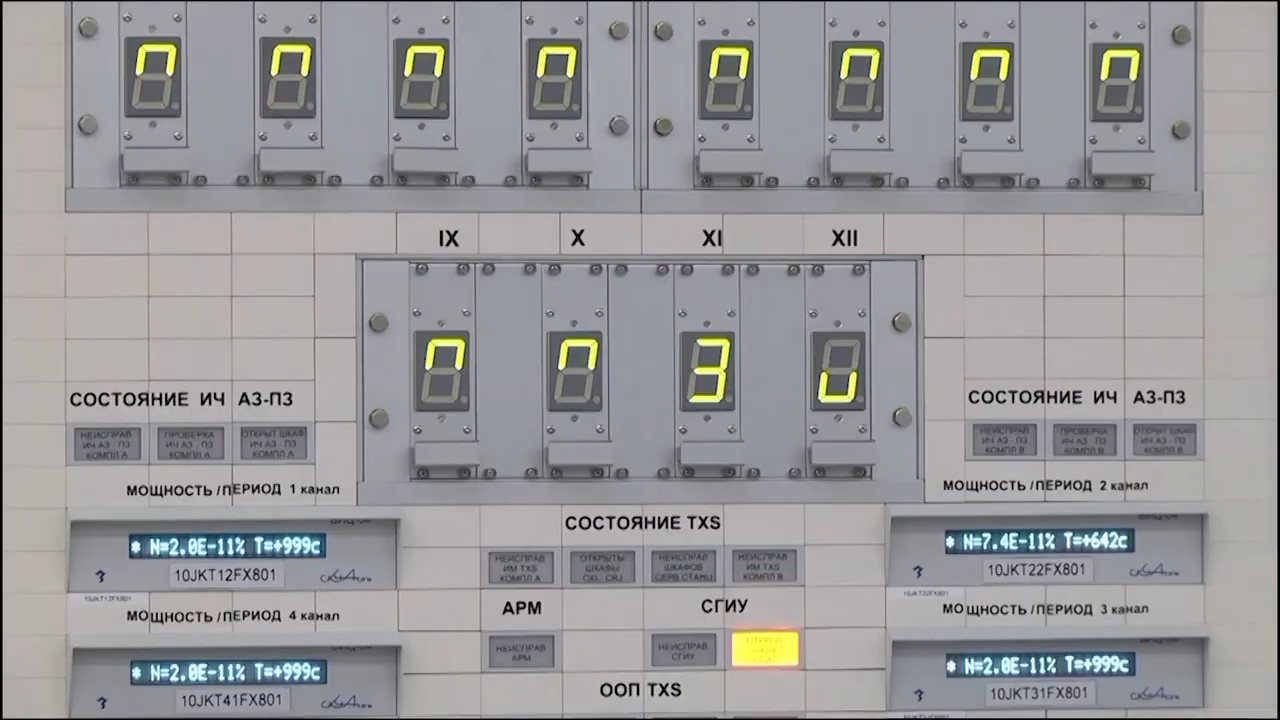 П П П П П П П П
IX X XI XII
П П 3 u
СОСТОЯНИЕ ИЧ АЗ-ПЗ
СОСТОЯНИЕ ИЧ АЗ-ПЗ
НЕИСПРАВ ИЧ АЗ - ПЗ КОМПЛ А
ПРОВЕРКА ИЧ АЗ - ПЗ КОМПЛ А
ОТКРЫТ ШКАФ ИЧ АЗ - ПЗ КОМПЛ А
НЕИСПРАВ ИЧ АЗ - ПЗ КОМПЛ В
ПРОВЕРКА ИЧ АЗ - ПЗ КОМПЛ В
ОТКРЫТ ШКАФ ИЧ АЗ - ПЗ КОМПЛ В
МОЩНОСТЬ /ПЕРИОД 1 канал
МОЩНОСТЬ /ПЕРИОД 2 канал
* N=2.0E-11% T=+999c
10JKT12FX801
10JKT12FX801
СОСТОЯНИЕ TXS
НЕИСПРАВ ИМ TXS КОМПЛ А
ОТКРЫТЫ ШКАФЫ
НЕИСПРАВ ШКАФОВ
НЕИСПРАВ ИМ TXS КОМПЛ В
* N=7.4E-11% T=+642c
10JKT22FX801
МОЩНОСТЬ /ПЕРИОД 4 канал
АРМ СГИУ
МОЩНОСТЬ /ПЕРИОД 3 канал
НЕИСПРАВ АРМ
НЕИСПРАВ СГИУ
* N=2.0E-11% T=+999c
10JKT41FX801
ООП TXS
* N=2.0E-11% T=+999c
10JKT31FX801